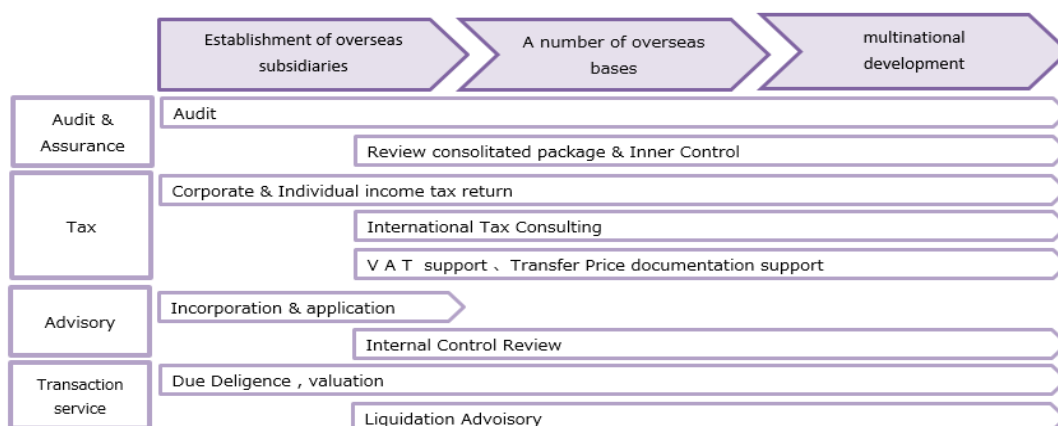 Establishment of overseas
subsidiaries
A number of overseas
bases
multinational
development
Audit &
Assurance
Audit
Review consolitated package & Inner Control
Tax
Corporate & Individual income tax return
International Tax Consulting
V A T support 、Transfer Price documentation support
Advisory
Incorporation & application
Internal Control Review
Transaction
service
Due Deligence , valuation
Liquidation Advoisory